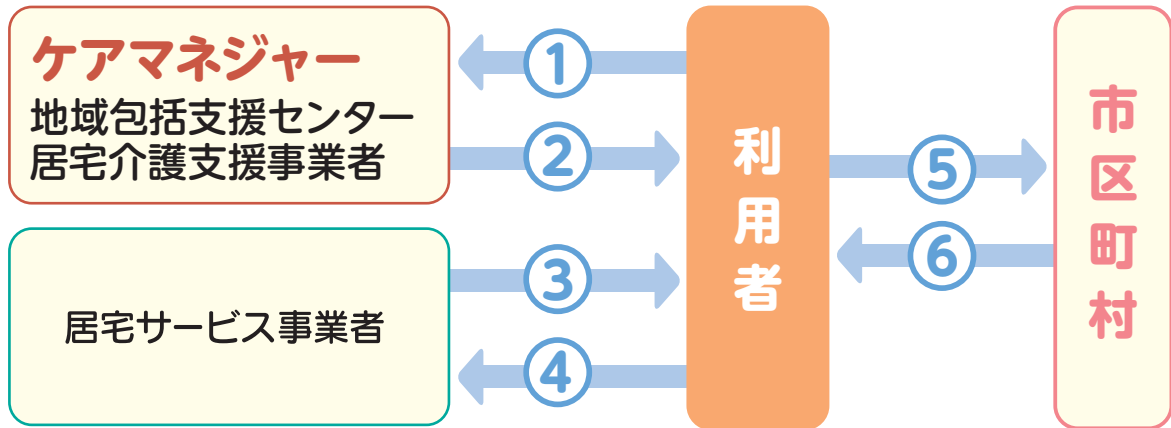 ケアマネジャー
地域包括支援センター
居宅介護支援事業者
居宅サービス事業者
①
②
③
④
利用者
⑤
⑥
市区町村